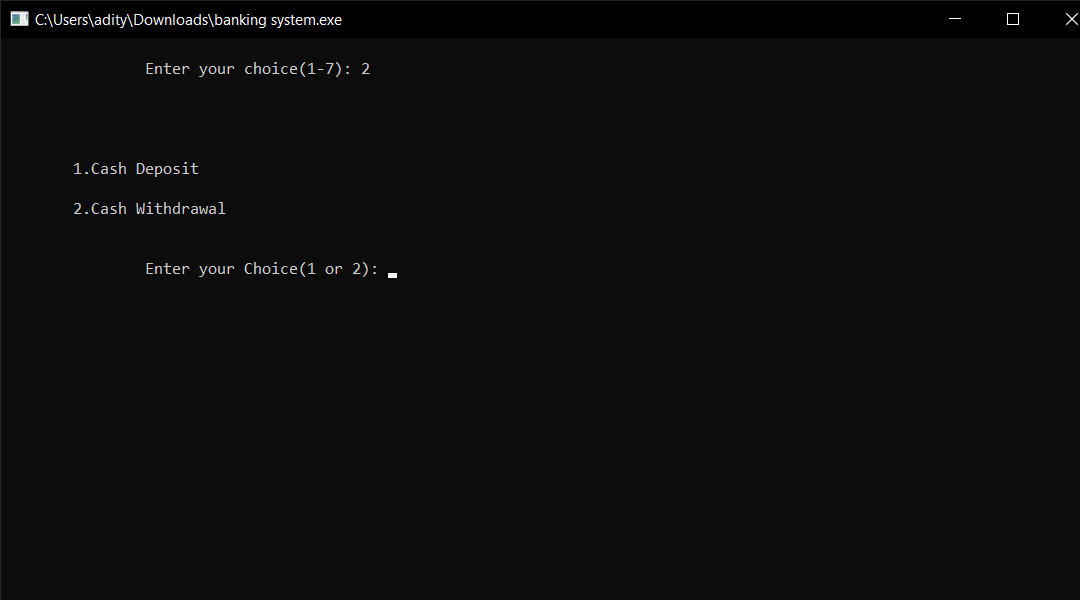 C:\Users\adity\Downloads\banking system.exe
Enter your choice(1-7): 2
1.Cash Deposit
2.Cash Withdrawal
Enter your Choice(1 or 2):